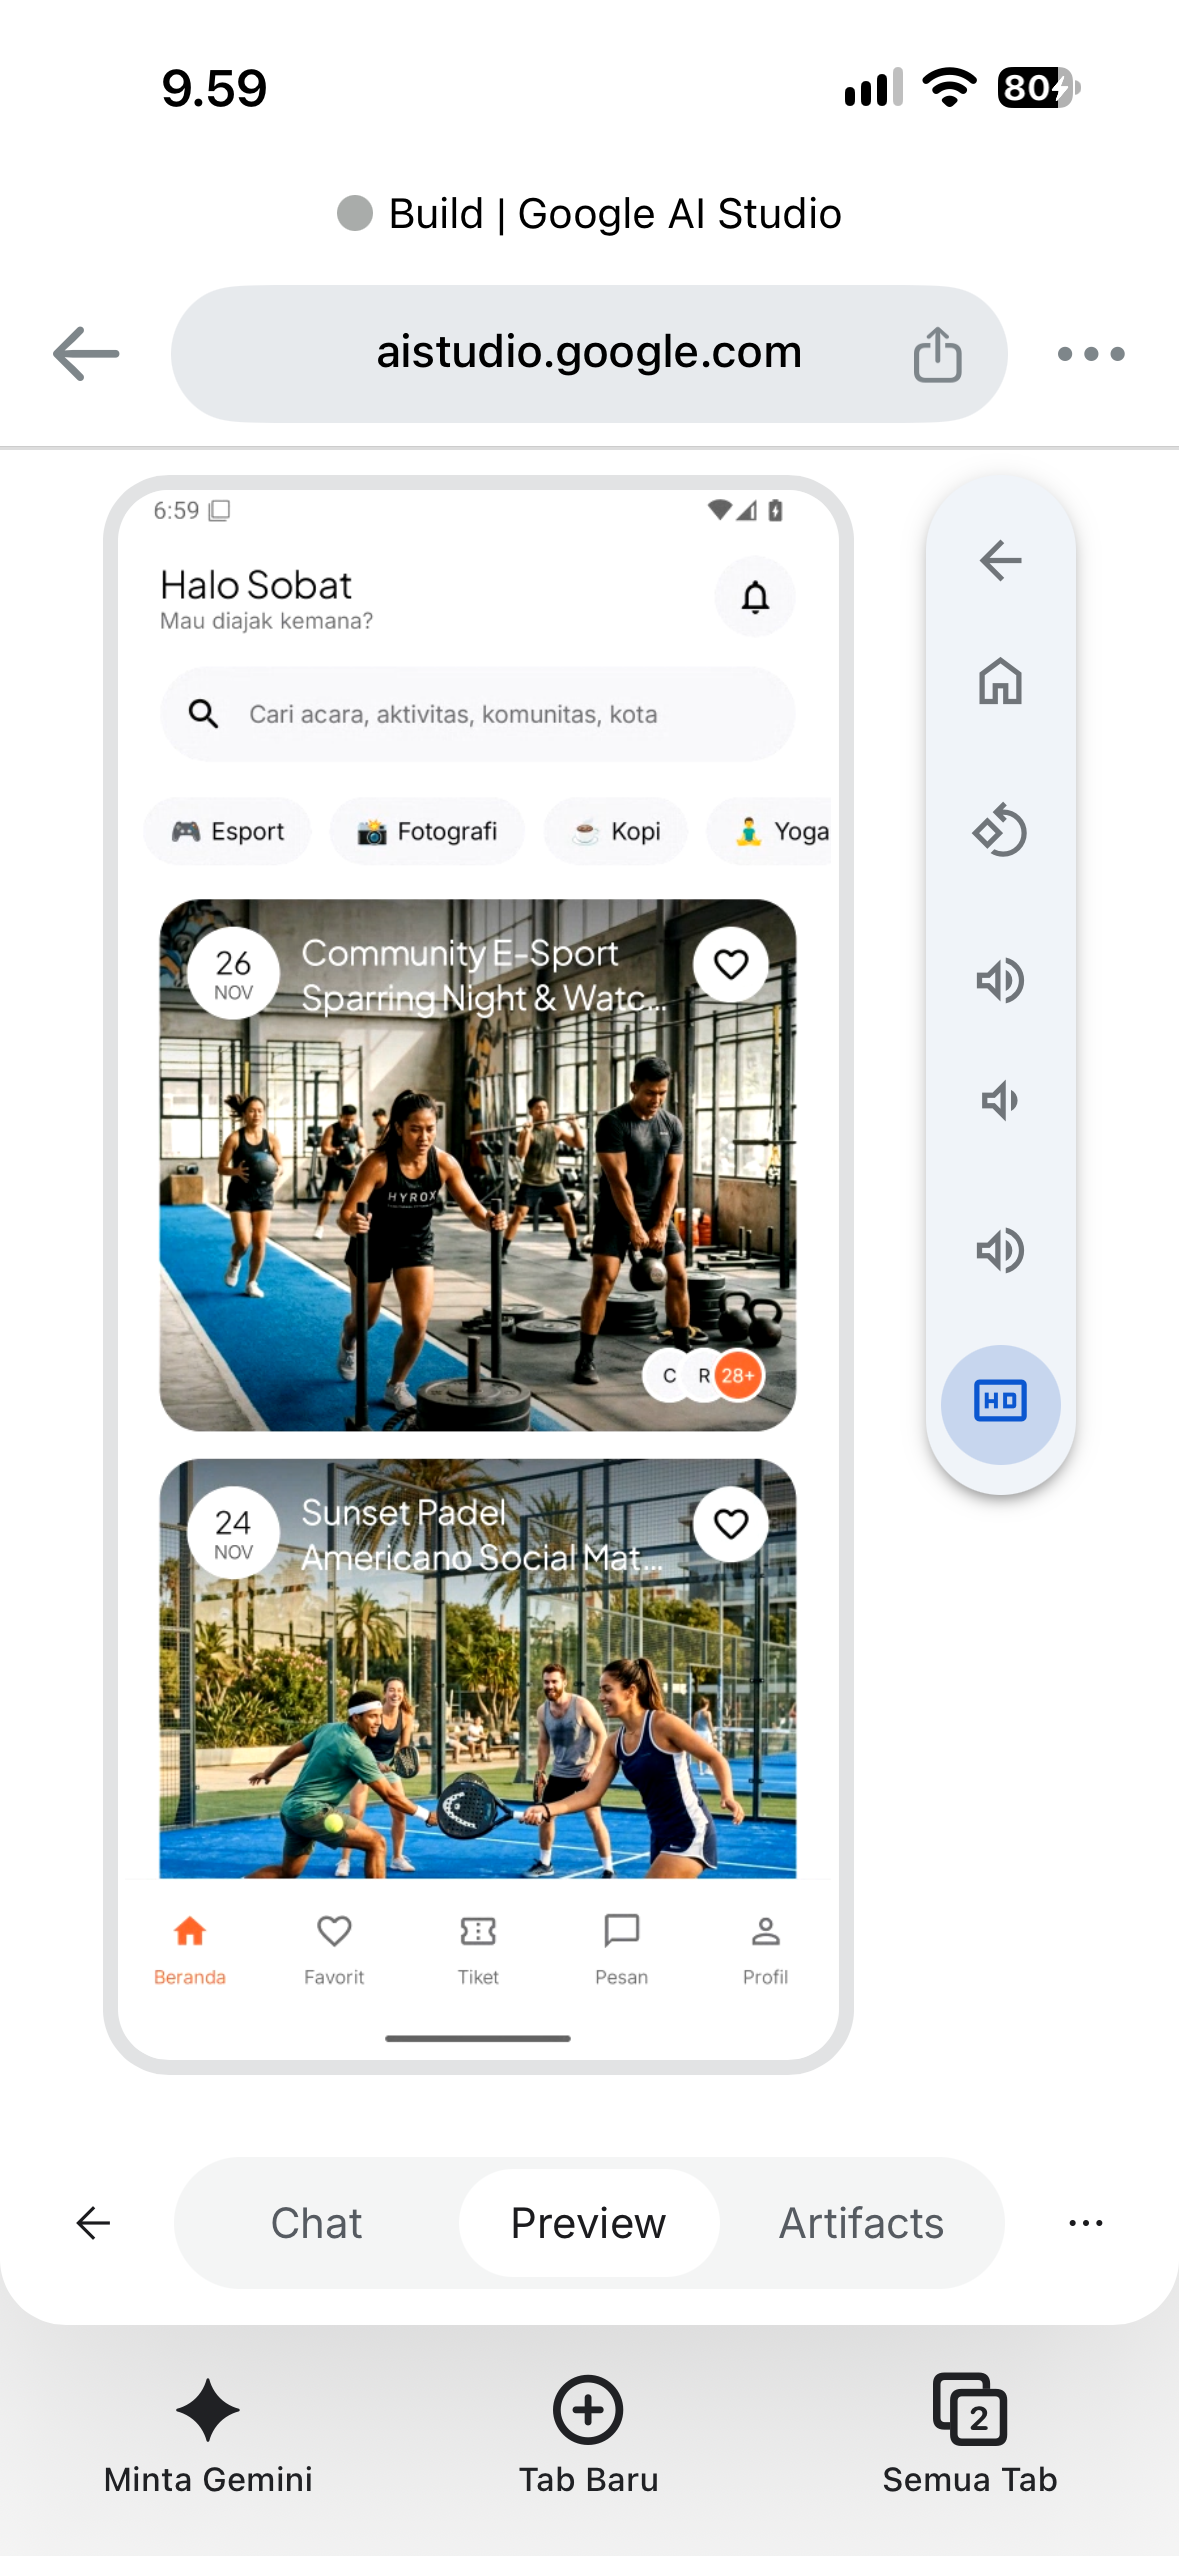 9.59
80
Build | Google AI Studio
aistudio.google.com
6:59
Halo Sobat
Mau diajak kemana?
Cari acara, aktivitas, komunitas, kota
Esport
Fotografi
Kopi
Yoga
26
NOV
Community E-Sport
Sparring Night & Watc...
HYROX
C
R
28+
24
NOV
Sunset Padel
Americano Social Mat...
Beranda
Favorit
Tiket
Pesan
Profil
HD
Chat
Preview
Artifacts
Minta Gemini
Tab Baru
2
Semua Tab